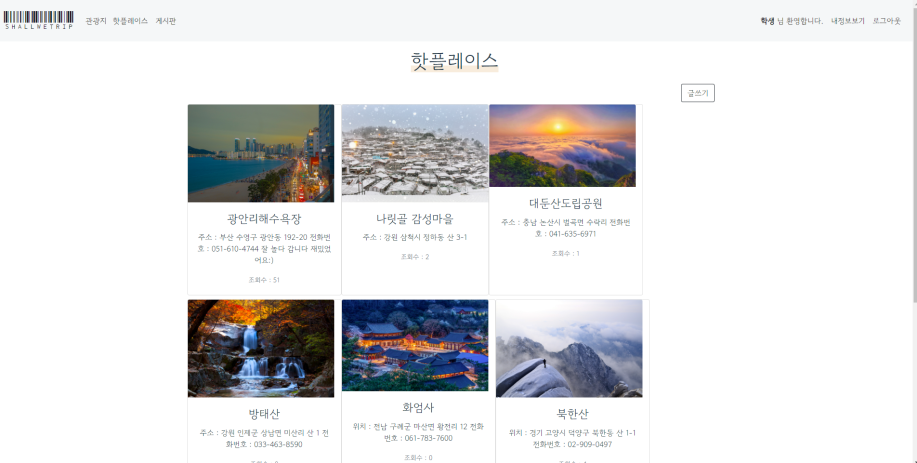 SHALLWETRIP
관광지 핫플레이스 게시판
학생 님 환영합니다. 내정보보기 로그아웃
핫플레이스
글쓰기
광안리해수욕장
주소 : 부산 수영구 광안동 192-20 전화번
호 : 051-610-4744 잘 놀다 갑니다 재밌었
어요:)
조회수 : 51
나릿골 감성마을
주소 : 강원 삼척시 정하동 산 3-1
조회수 : 2
대둔산도립공원
주소 : 충남 논산시 벌곡면 수락리 전화번
호 : 041-635-6971
조회수 : 1
방태산
주소 : 강원 인제군 상남면 미산리 산 1 전
화번호 : 033-463-8590
화엄사
위치 : 전남 구례군 마산면 황전리 12 전화
번호 : 061-783-7600
조회수 : 0
북한산
위치 : 경기 고양시 덕양구 북한동 산 1-1
전화번호 : 02-909-0497